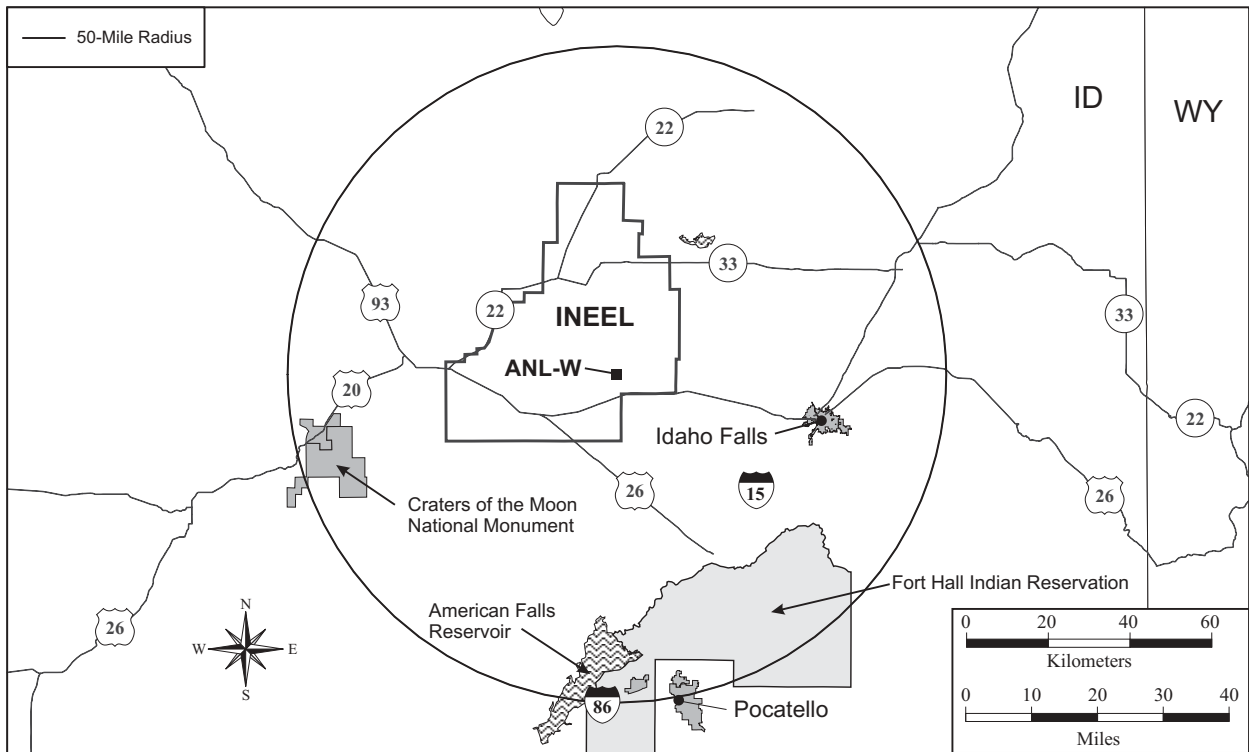 50-Mile Radius
ID
WY
22
33
93
22
INEEL
33
ANL-W
20
22
Idaho Falls
26
15
26
Craters of the Moon
National Monument
Fort Hall Indian Reservation
American Falls
Reservoir
26
N
W E
S
86
Pocatello
0 20 40 60
Kilometers
0 10 20 30 40
Miles